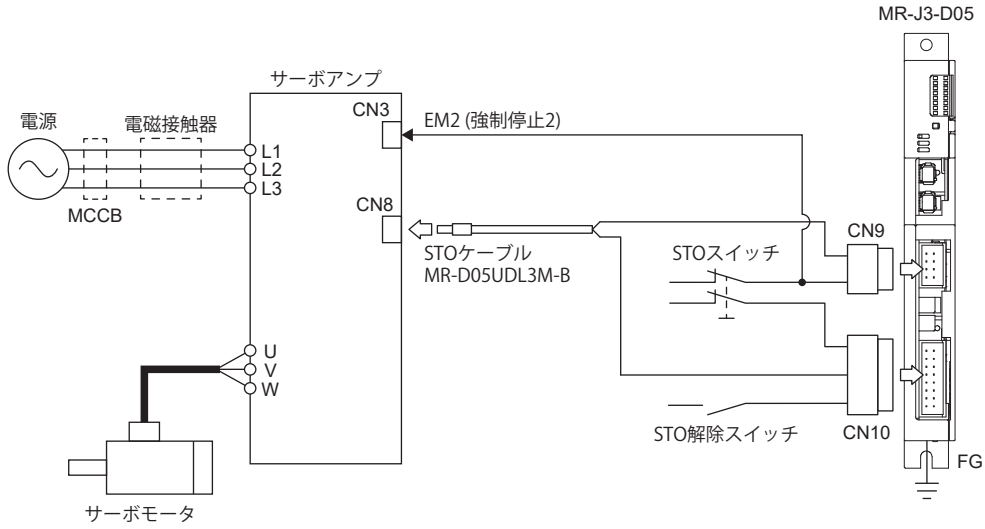 MR-J3-D05
サーボアンプ
CN3
EM2 (強制停止2)
電源
電磁接触器
L1
L2
L3
MCCB
CN8
STOケーブル
MR-D05UDL3M-B
STOスイッチ
CN9
U
V
W
STO解除スイッチ
CN10
FG
サーボモータ